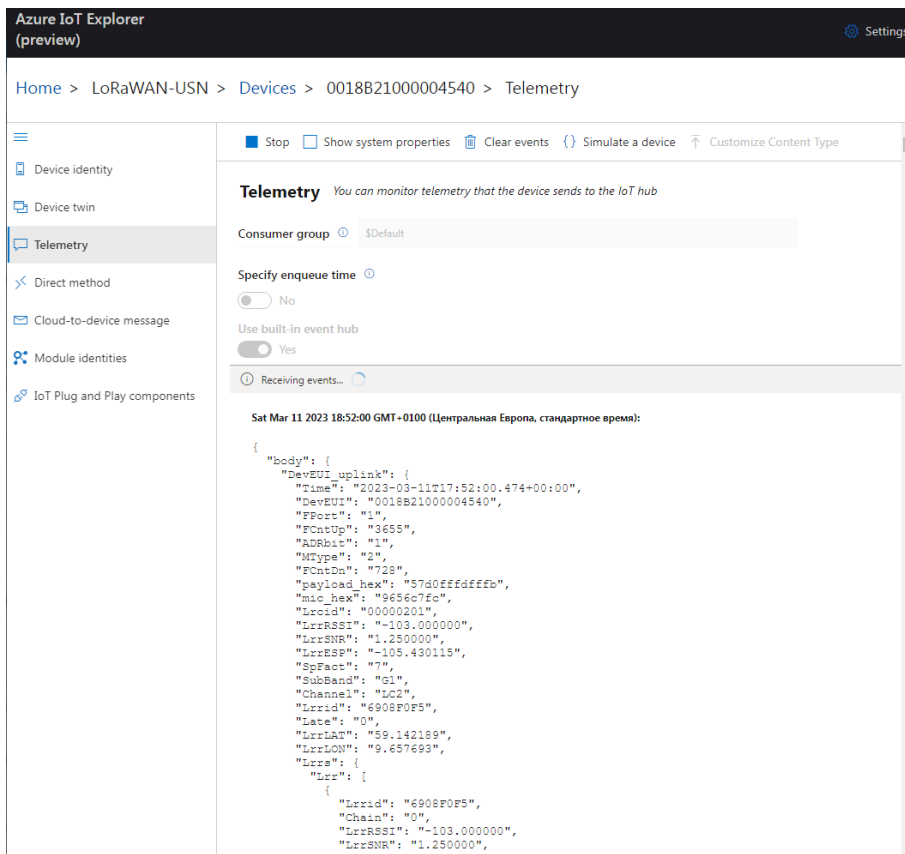 Azure IoT Explorer
(preview)
Settings
Home > LoRaWAN-USN > Devices > 0018B21000004540 > Telemetry
Stop Show system properties Clear events {} Simulate a device Customize Content Type
Device identity
Device twin
Telemetry
Direct method
Cloud-to-device message
Module identities
IoT Plug and Play components
Telemetry You can monitor telemetry that the device sends to the IoT hub
Consumer group $Default
Specify enqueue time
No
Use built-in event hub
Yes
Receiving events...
Sat Mar 11 2023 18:52:00 GMT+0100 (Центральная Европа, стандартное время):
{
"body": {
"DevEUI_uplink": {
"Time": "2023-03-11T17:52:00.474+00:00",
"DevEUI": "0018B21000004540",
"FPort": "1",
"FCntUp": "3655",
"ADRbit": "1",
"MType": "2",
"FCntDn": "728",
"payload_hex": "57d0fffdfffb",
"mic_hex": "9656c7fc",
"Lrcid": "00000201",
"LrrRSSI": "-103.000000",
"LrrSNR": "1.250000",
"LrrESP": "-105.430115",
"SpFact": "7",
"SubBand": "G1",
"Channel": "LC2",
"Lrrid": "6908F0F5",
"Late": "0",
"LrrLAT": "59.142189",
"LrrLON": "9.657693",
"Lrrs": {
"Lrr": [
{
"Lrrid": "6908F0F5",
"Chain": "0",
"LrrRSSI": "-103.000000",
"LrrSNR": "1.250000",